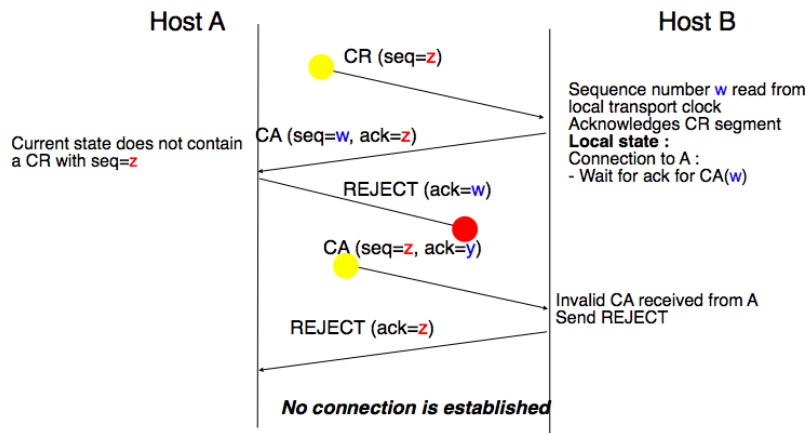 Host A
Host B
CR (seq=z)
Sequence number w read from
local transport clock
Acknowledges CR segment
Local state :
Connection to A :
- Wait for ack for CA(w)
CA (seq=w, ack=z)
Current state does not contain
a CR with seq=z
REJECT (ack=w)
CA (seq=z, ack=y)
Invalid CA received from A
Send REJECT
REJECT (ack=z)
No connection is established